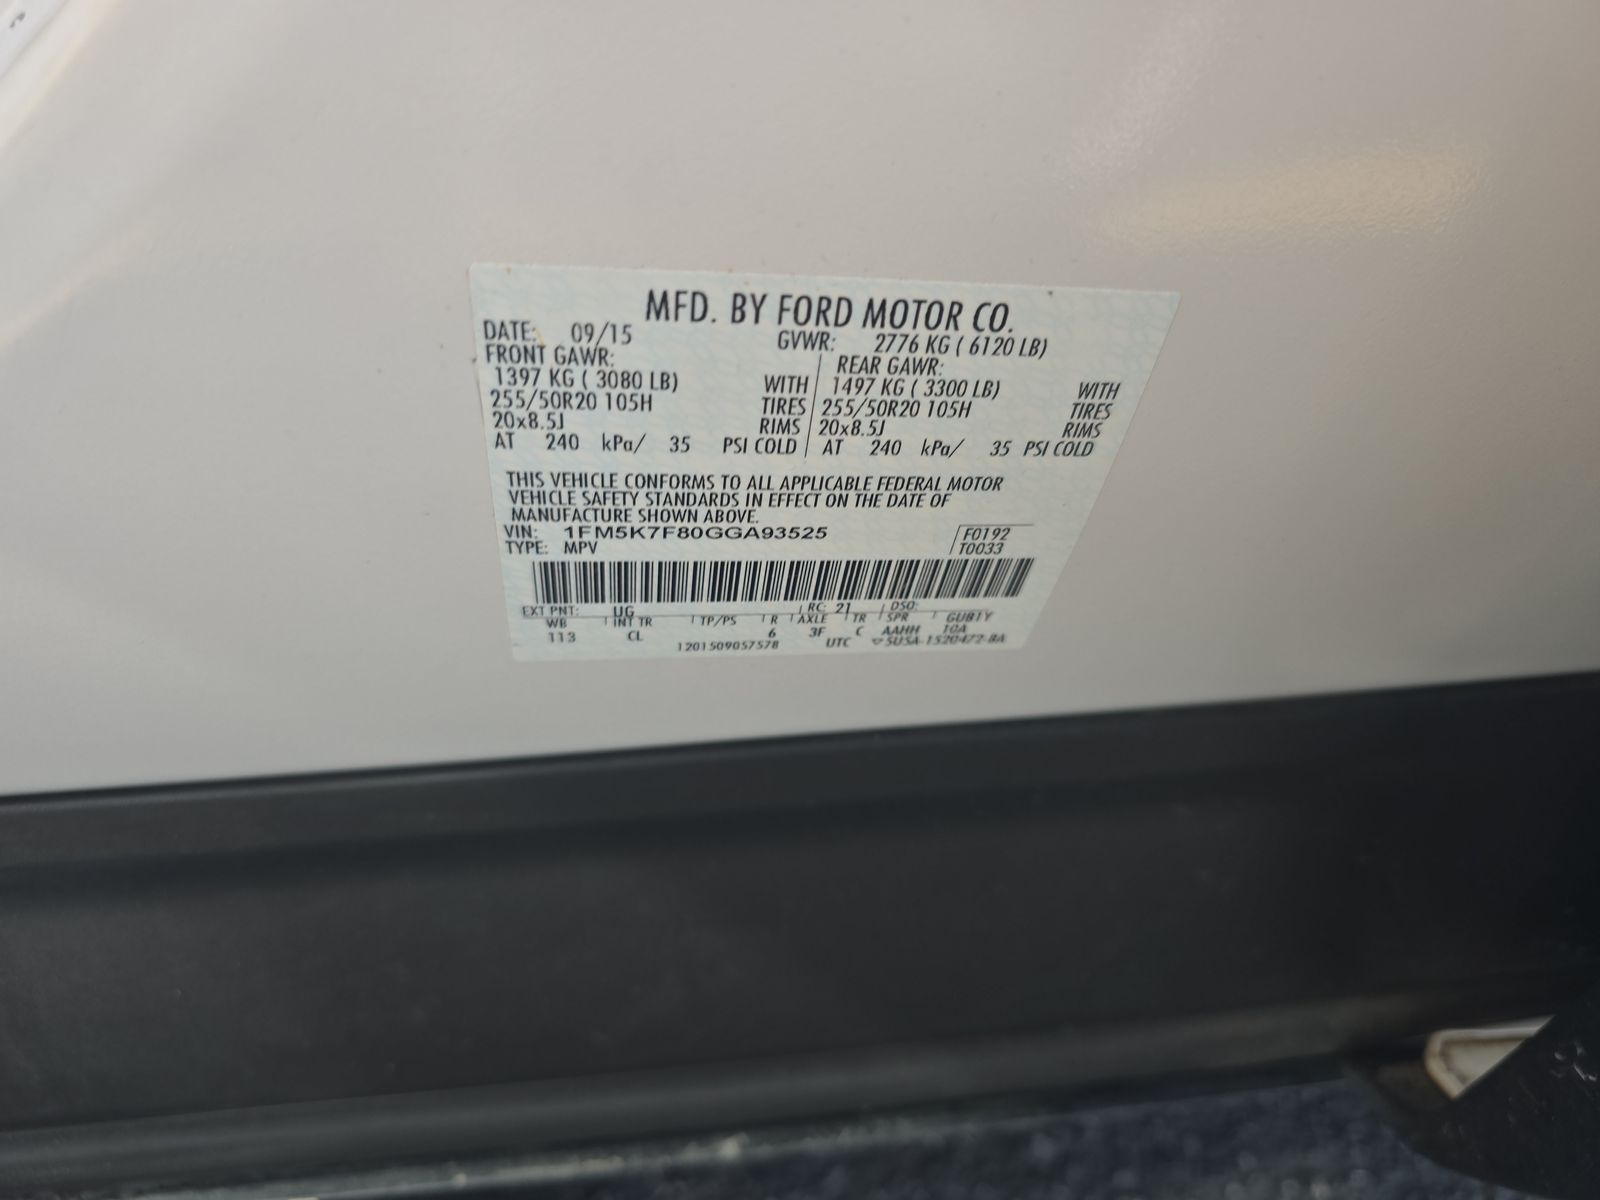 MFD. BY FORD MOTOR CO.
DATE: 09/15 GVWR: 2776 KG ( 6120 LB)
FRONT GAWR: REAR GAWR:
1397 KG ( 3080 LB) WITH 1497 KG ( 3300 LB) WITH
255/50R20 105H TIRES 255/50R20 105H TIRES
20x8.5J RIMS 20x8.5J RIMS
AT 240 kPa/ 35 PSI COLD AT 240 kPa/ 35 PSI COLD
THIS VEHICLE CONFORMS TO ALL APPLICABLE FEDERAL MOTOR
VEHICLE SAFETY STANDARDS IN EFFECT ON THE DATE OF
MANUFACTURE SHOWN ABOVE.
VIN: 1FM5K7F80GGA93525 F0192
TYPE: MPV T0033
EXT PNT: UG RC: 21 DSO:
WB INT TR TP/PS R AXLE TR SPR GUB1Y
113 CL 6 3F C AAHH 10A
1201509057578 UTC 5U5A-1520472-BA